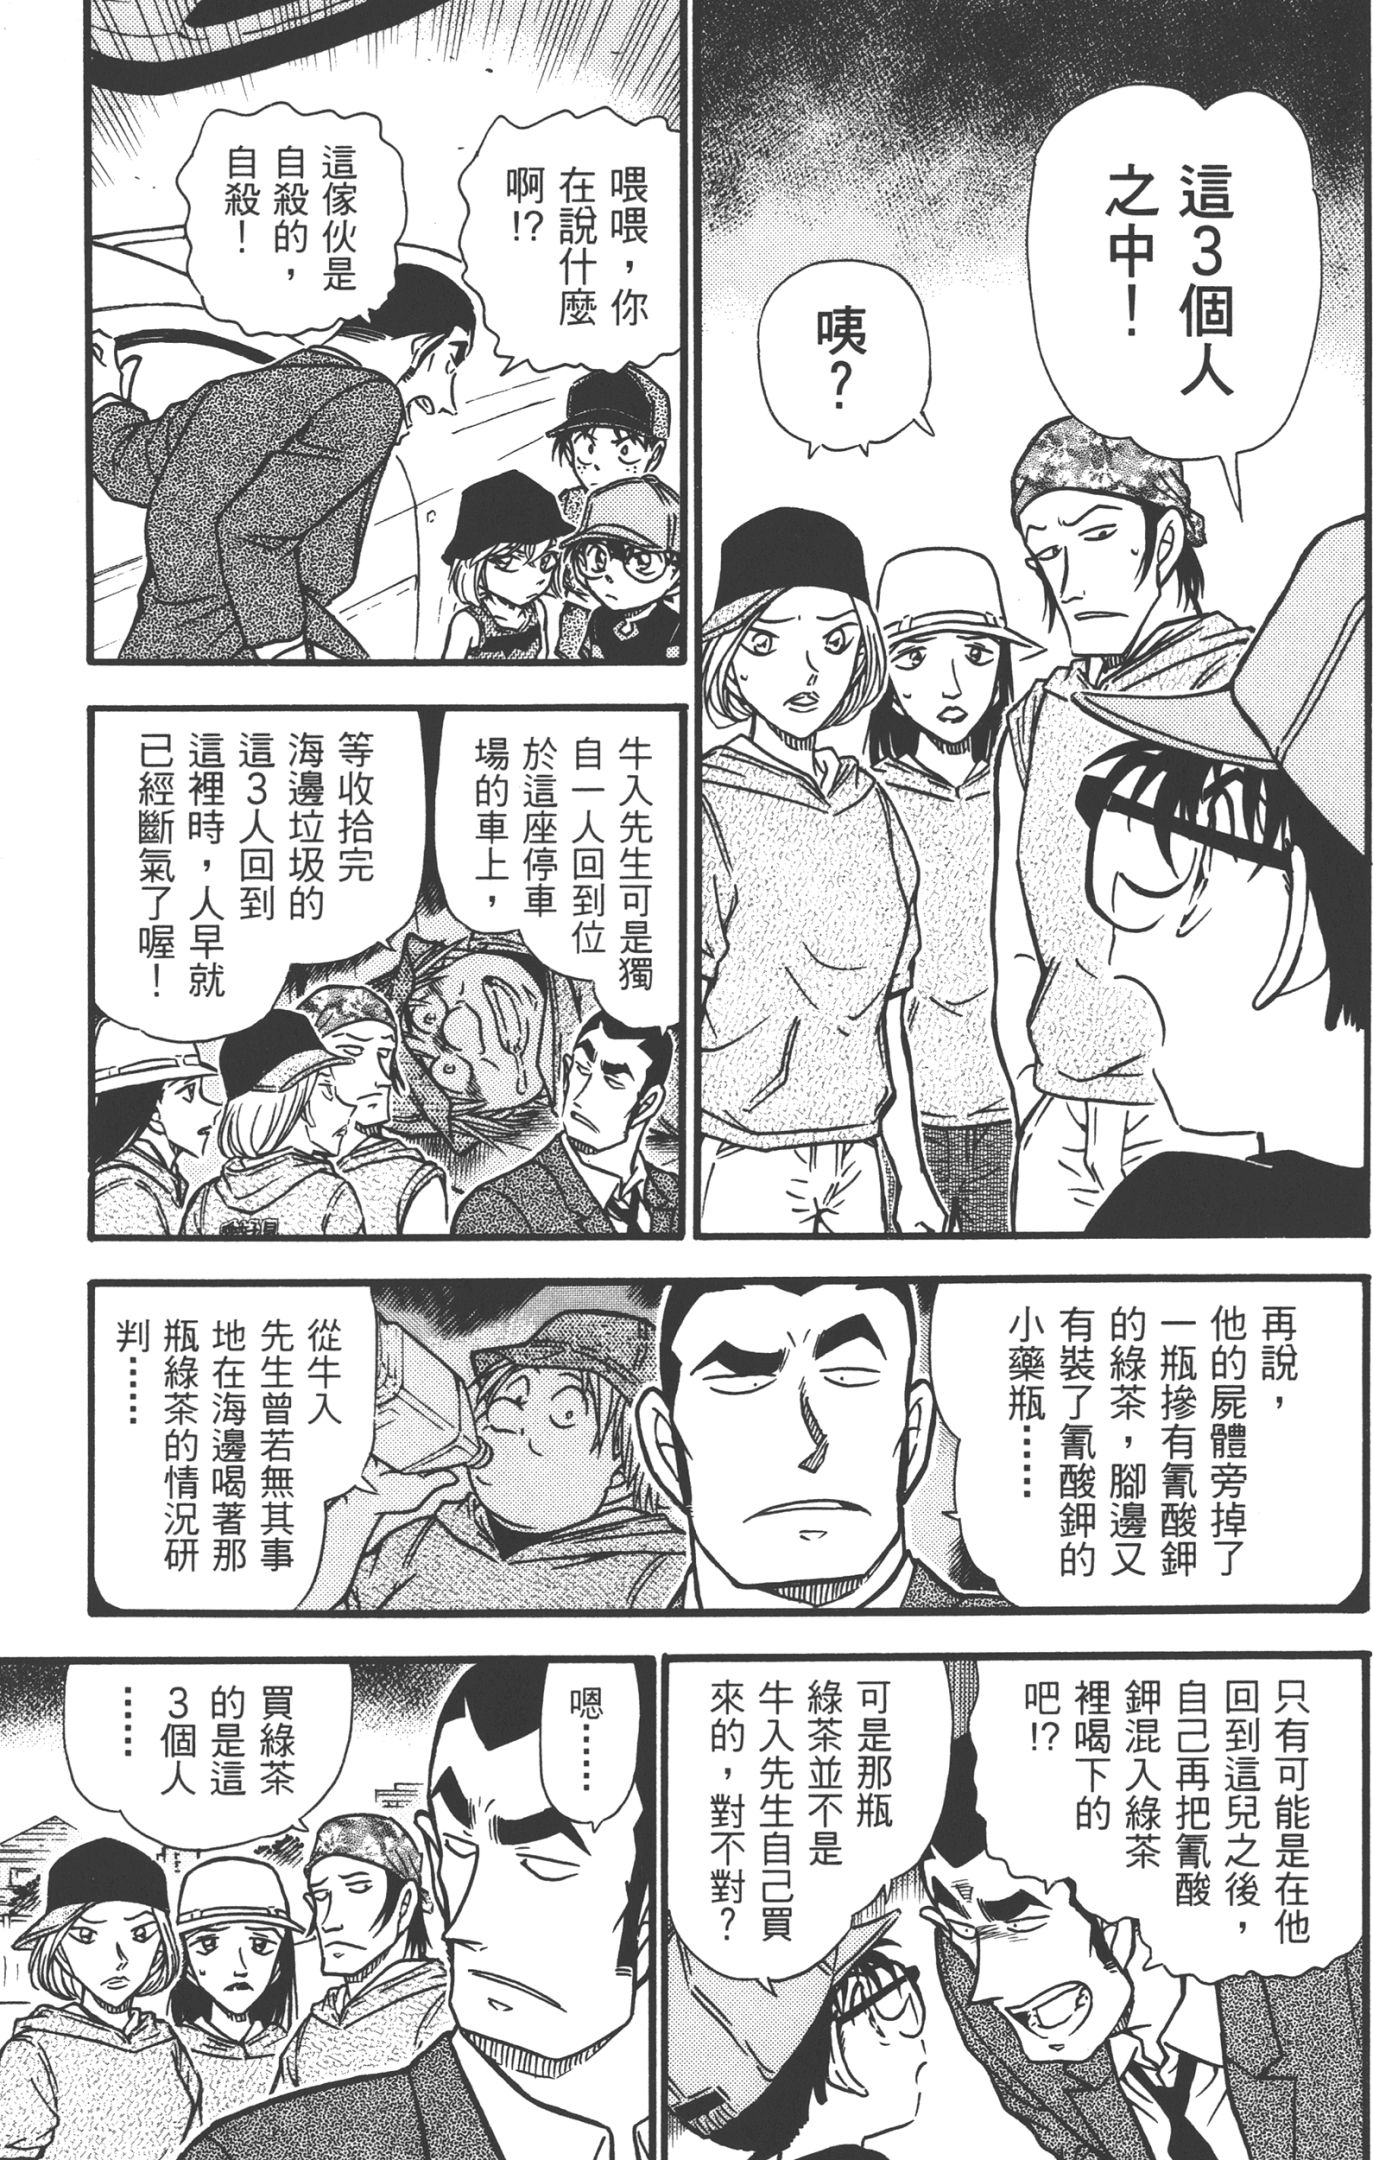 這3個人
之中！
咦？
喂喂，你
在說什麼
啊!?
這傢伙是
自殺的，
自殺！
牛入先生可是獨
自一人回到位
於這座停車
場的車上，
等收拾完
海邊垃圾的
這3人回到
這裡時，人早就
已經斷氣了喔！
再說，
他的屍體旁掉了
一瓶摻有氰酸鉀
的綠茶，腳邊又
有裝了氰酸鉀的
小藥瓶……
從牛入
先生曾若無其事
地在海邊喝著那
瓶綠茶的情況研
判……
只有可能是在他
回到這兒之後，
自己再把氰酸
鉀混入綠茶
裡喝下的
吧!?
可是那瓶
綠茶並不是
牛入先生自己買
來的，對不對？
嗯……
買綠茶
的是這
3個人
……